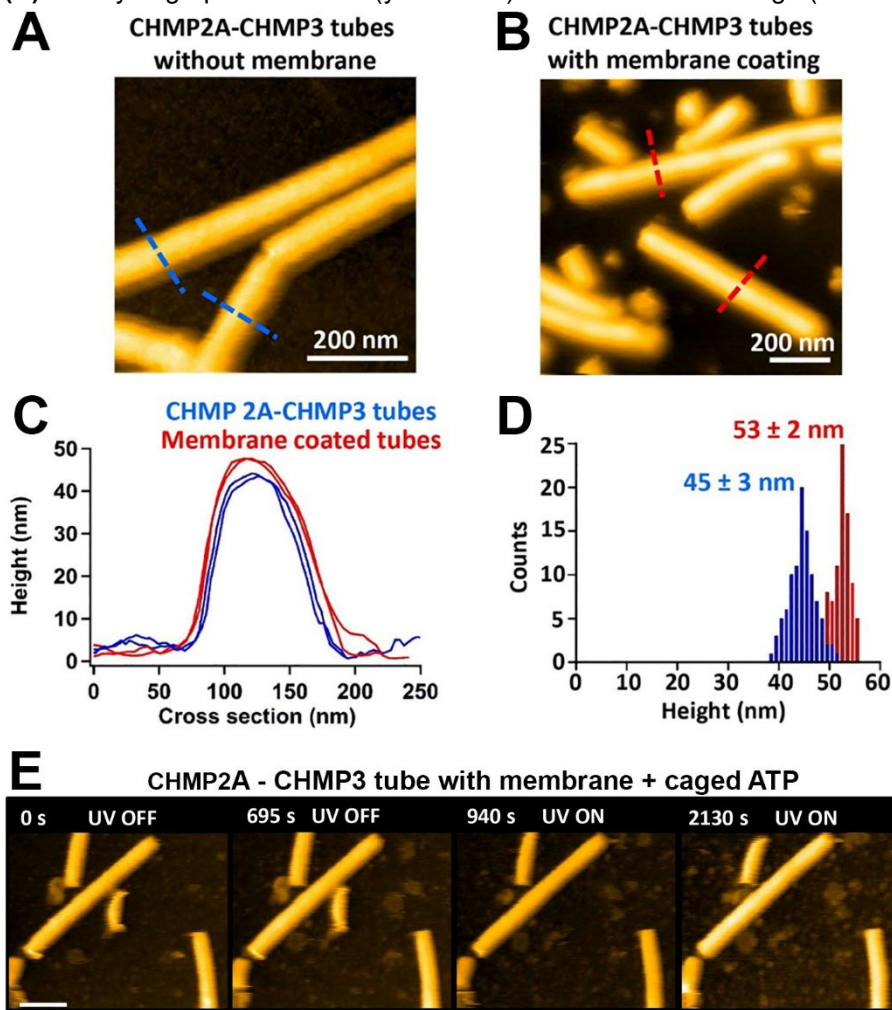 A
CHMP2A-CHMP3 tubes
without membrane
200 nm
B
CHMP2A-CHMP3 tubes
with membrane coating
200 nm
C
CHMP 2A-CHMP3 tubes
Membrane coated tubes
Height (nm)
50
40
30
20
10
0
0 50 100 150 200 250
Cross section (nm)
D
53 ± 2 nm
45 ± 3 nm
Counts
25
20
15
10
5
0
0 10 20 30 40 50 60
Height (nm)
E
CHMP2A - CHMP3 tube with membrane + caged ATP
0 s UV OFF 695 s UV OFF 940 s UV ON 2130 s UV ON